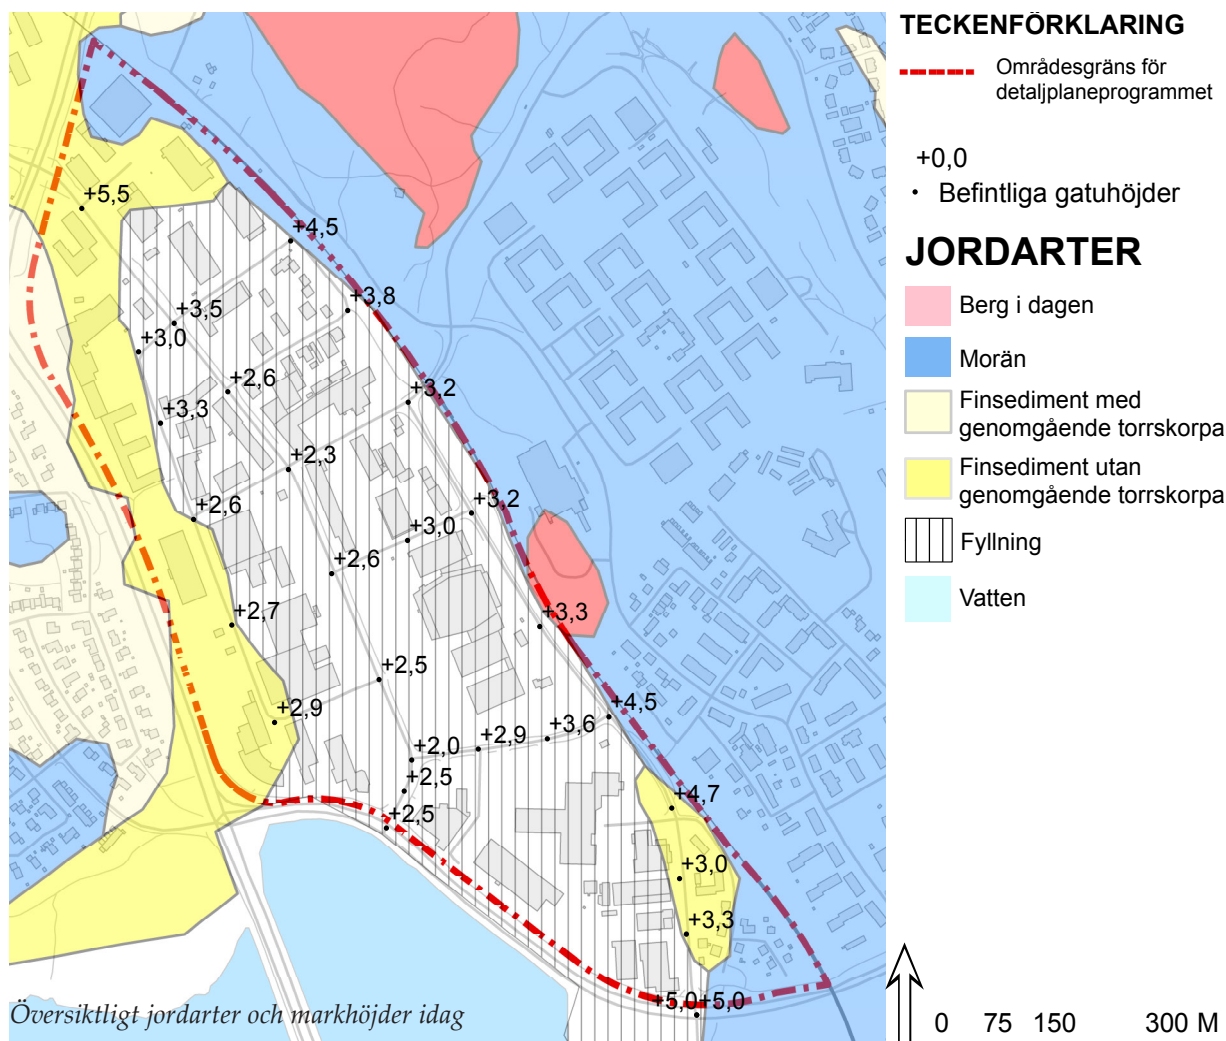 TECKENFÖRKLARING
Områdesgräns för
detaljplaneprogrammet
+0,0
Befintliga gatuhöjder
JORDARTER
Berg i dagen
Morän
Finsediment med
genomgående torrskorpa
Finsediment utan
genomgående torrskorpa
Fyllning
Vatten
+5,5
+4,5
+3,8
+3,5
+3,0
+2,6
+3,2
+3,3
+2,3
+3,2
+2,6
+3,0
+2,6
+2,7
+3,3
+2,5
+2,9
+4,5
+3,6
+2,9
+2,0
+2,5
+2,5
+4,7
+3,0
+3,3
+5,0+5,0
Översiktligt jordarter och markhöjder idag
0 75 150 300 M